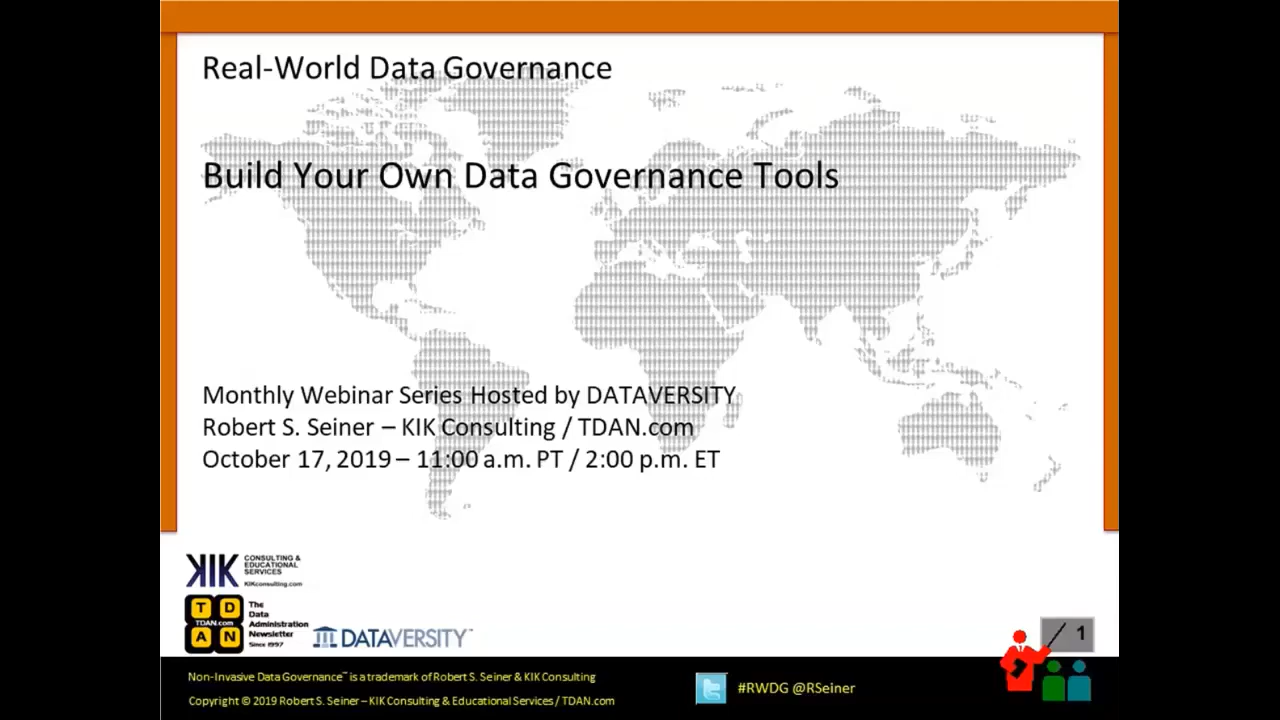 Real-World Data Governance
Build Your Own Data Governance Tools
Monthly Webinar Series Hosted by DATAVERSITY
Robert S. Seiner – KIK Consulting / TDAN.com
October 17, 2019 – 11:00 a.m. PT / 2:00 p.m. ET
KIK
CONSULTING &
EDUCATIONAL
SERVICES
KIKconsulting.com
T D
TDAN.com
A N
The
Data
Administration
Newsletter
Since 1997
DATAVERSITY™
1
Non-Invasive Data Governance™ is a trademark of Robert S. Seiner & KIK Consulting
Copyright © 2019 Robert S. Seiner – KIK Consulting & Educational Services / TDAN.com
#RWDG @RSeiner